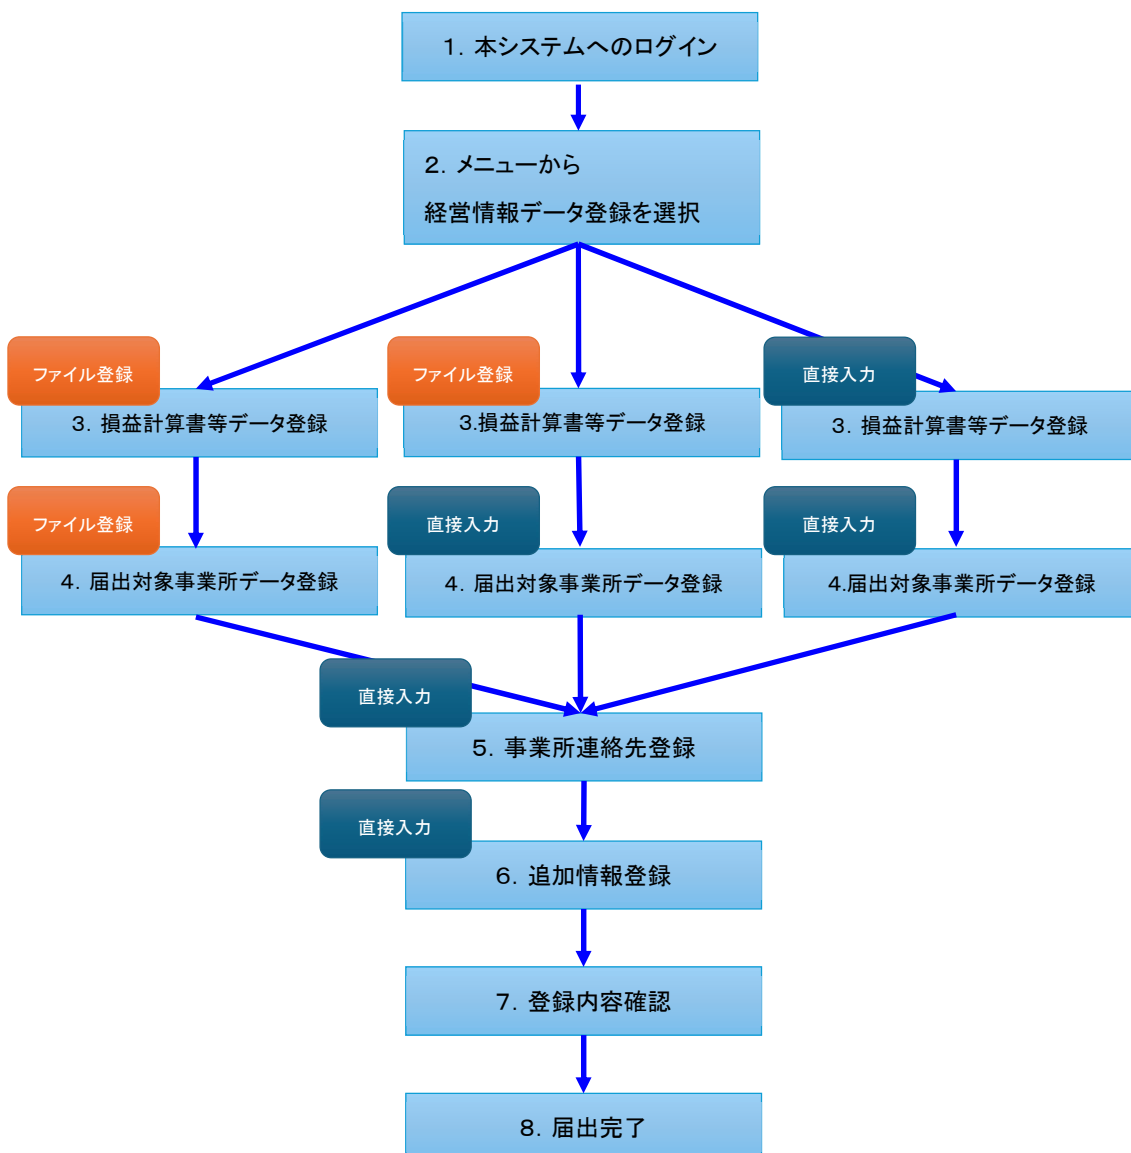 1．本システムへのログイン
2．メニューから
経営情報データ登録を選択
ファイル登録
3．損益計算書等データ登録
ファイル登録
3.損益計算書等データ登録
直接入力
3．損益計算書等データ登録
ファイル登録
4．届出対象事業所データ登録
直接入力
4．届出対象事業所データ登録
直接入力
4.届出対象事業所データ登録
直接入力
5．事業所連絡先登録
直接入力
6．追加情報登録
7．登録内容確認
8．届出完了